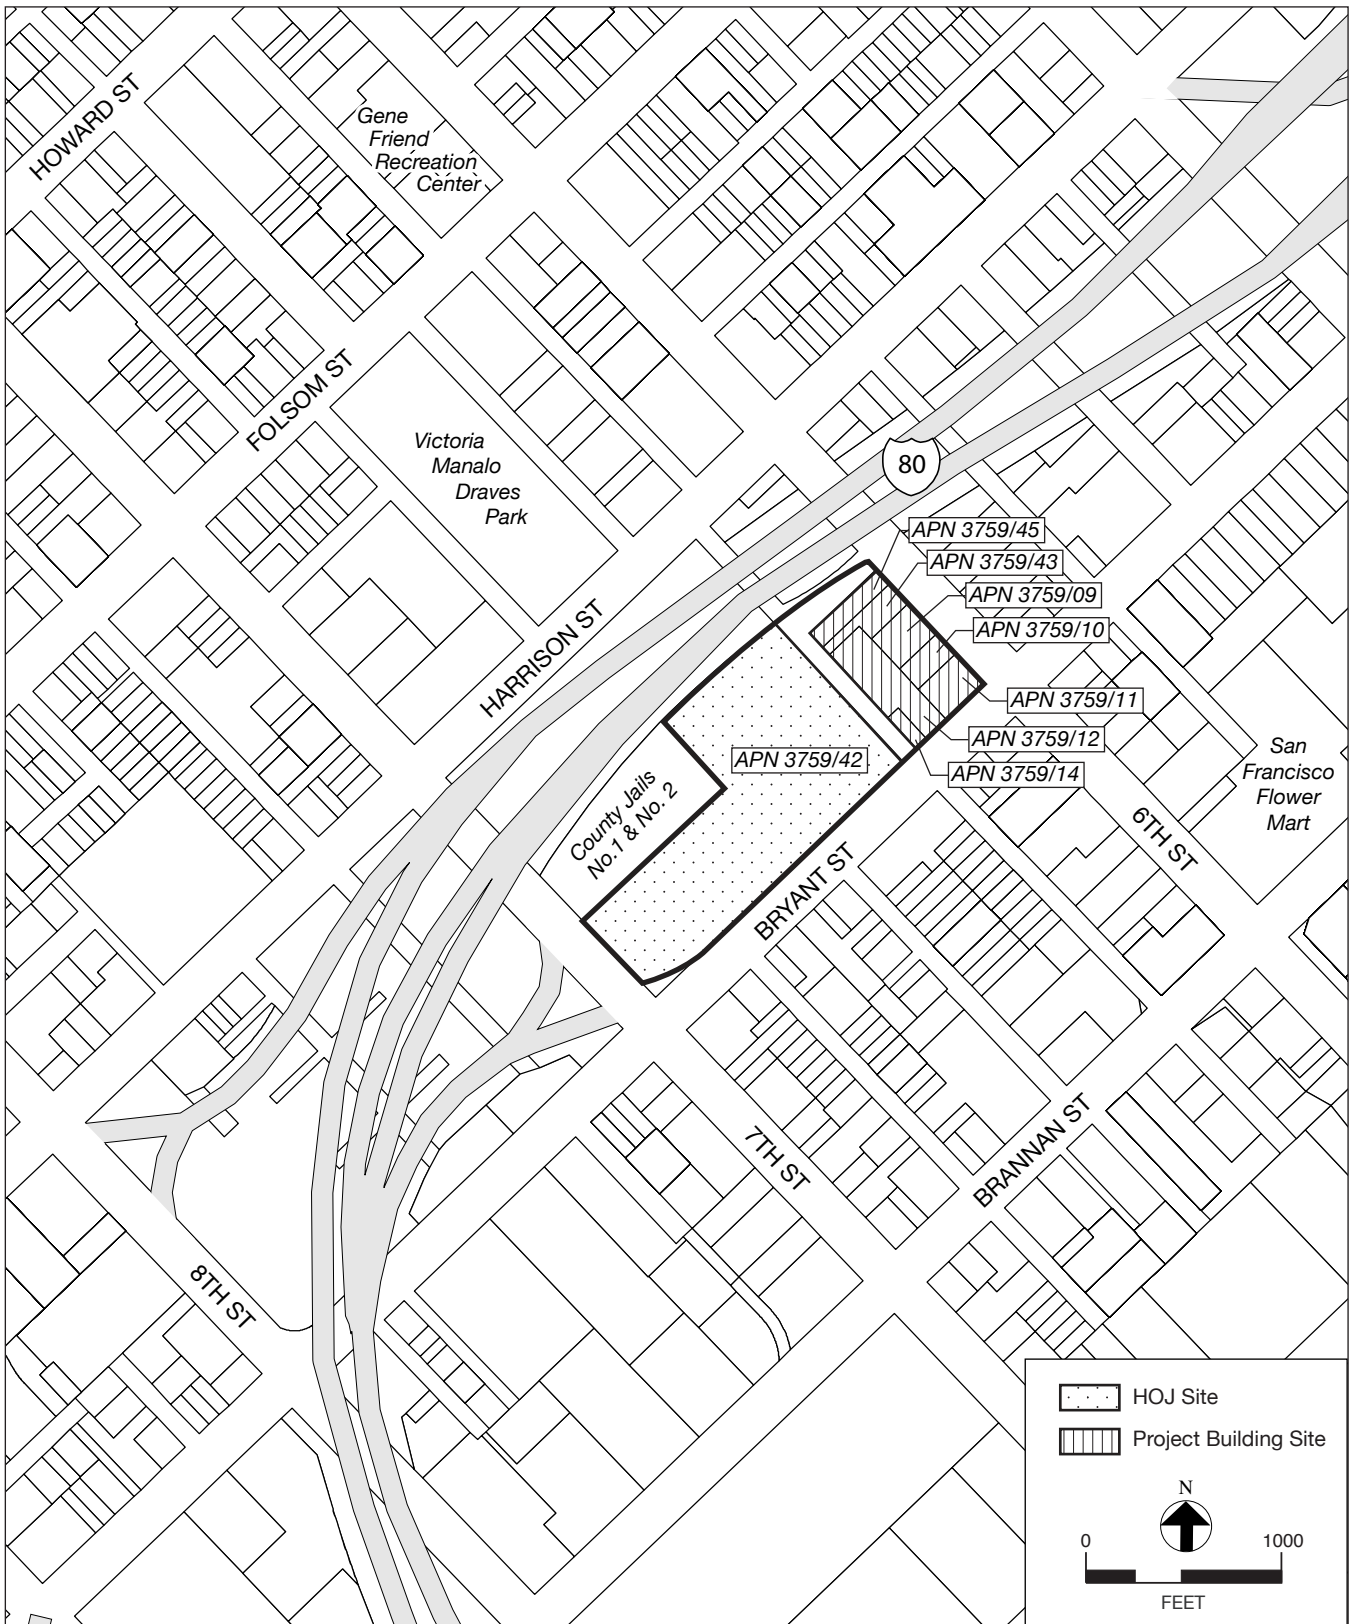 HOWARD ST
Gene
Friend
Recreation
Center
FOLSOM ST
Victoria
Manalo
Draves
Park
80
HARRISON ST
APN 3759/45
APN 3759/43
APN 3759/09
APN 3759/10
APN 3759/11
APN 3759/12
APN 3759/14
APN 3759/42
County Jails
No.1 & No. 2
San
Francisco
Flower
Mart
6TH ST
BRYANT ST
7TH ST
BRANNAN ST
8TH ST
HOJ Site
Project Building Site
N
0 1000
FEET